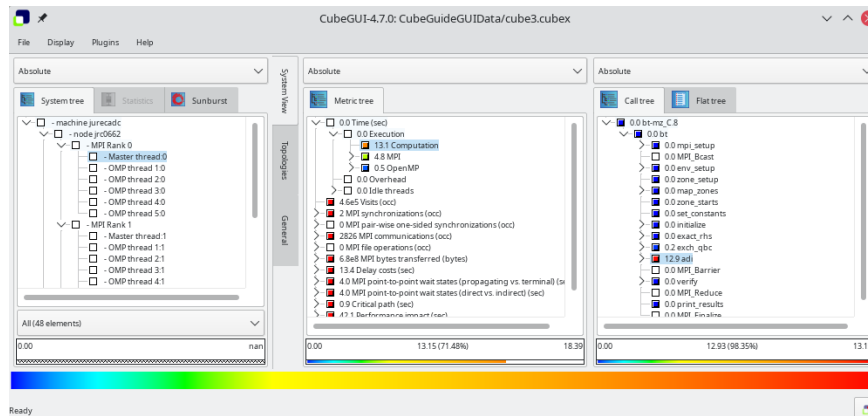 CubeGUI-4.7.0: CubeGuideGUIData/cube3.cubex
File Display Plugins Help
Absolute
System tree Statistics Sunburst
- machine jurecadc
- node jrc0662
- MPI Rank 0
- Master thread:0
- OMP thread 1:0
- OMP thread 2:0
- OMP thread 3:0
- OMP thread 4:0
- OMP thread 5:0
- MPI Rank 1
- Master thread:1
- OMP thread 1:1
- OMP thread 2:1
- OMP thread 3:1
- OMP thread 4:1
All (48 elements)
0.00 nan
System View
Topologies
General
Absolute
Metric tree
0.0 Time (sec)
0.0 Execution
13.1 Computation
4.8 MPI
0.5 OpenMP
0.0 Overhead
0.0 Idle threads
4.6e5 Visits (occ)
2 MPI synchronizations (occ)
0 MPI pair-wise one-sided synchronizations (occ)
2826 MPI communications (occ)
0 MPI file operations (occ)
6.8e8 MPI bytes transferred (bytes)
13.4 Delay costs (sec)
4.0 MPI point-to-point wait states (propagating vs. terminal) (se
4.0 MPI point-to-point wait states (direct vs. indirect) (sec)
0.9 Critical path (sec)
42.1 Performance impact (sec)
0.00 13.15 (71.48%) 18.39
Absolute
Call tree Flat tree
0.0 bt-mz_C.8
0.0 bt
0.0 mpi_setup
0.0 MPI_Bcast
0.0 env_setup
0.0 zone_setup
0.0 map_zones
0.0 zone_starts
0.0 set_constants
0.0 initialize
0.0 exact_rhs
0.2 exch_qbc
12.9 adi
0.0 MPI_Barrier
0.0 verify
0.0 MPI_Reduce
0.0 print_results
0.0 MPI_Finalize
0.00 12.93 (98.35%) 13.1
Ready